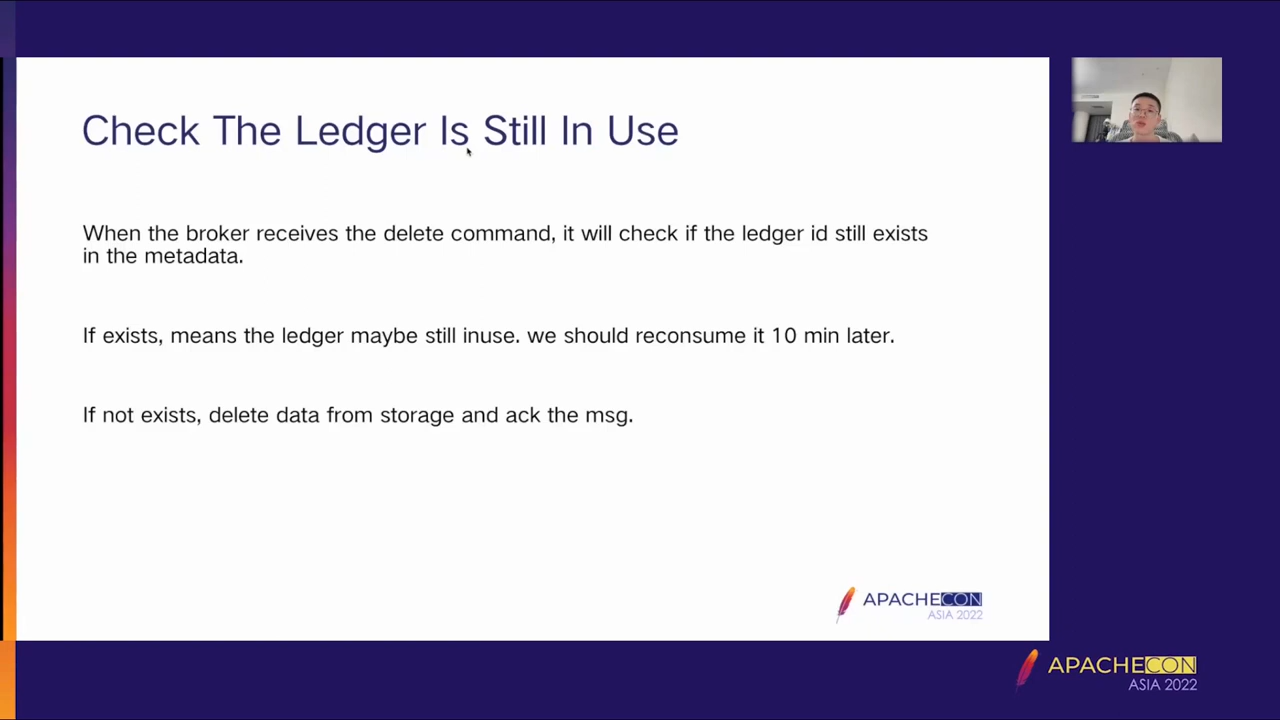 Check The Ledger Is Still In Use
When the broker receives the delete command, it will check if the ledger id still exists
in the metadata.
If exists, means the ledger maybe still inuse. we should reconsume it 10 min later.
If not exists, delete data from storage and ack the msg.
APACHECON
ASIA 2022
APACHECON
ASIA 2022